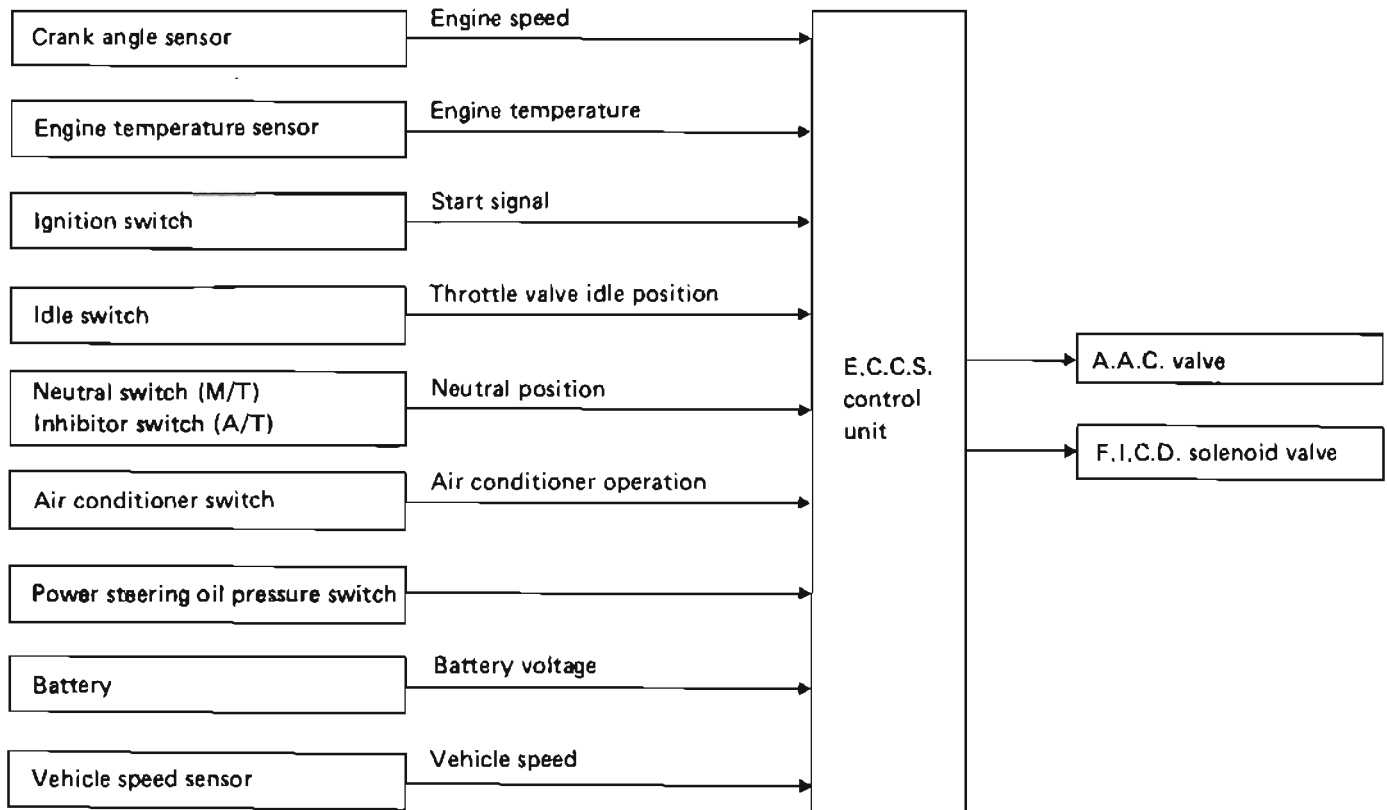 Crank angle sensor
Engine speed
Engine temperature sensor
Engine temperature
Ignition switch
Start signal
Idle switch
Throttle valve idle position
Neutral switch (M/T)
Inhibitor switch (A/T)
Neutral position
Air conditioner switch
Air conditioner operation
Power steering oil pressure switch
Battery
Battery voltage
Vehicle speed sensor
Vehicle speed
E.C.C.S.
control
unit
A.A.C. valve
F.I.C.D. solenoid valve